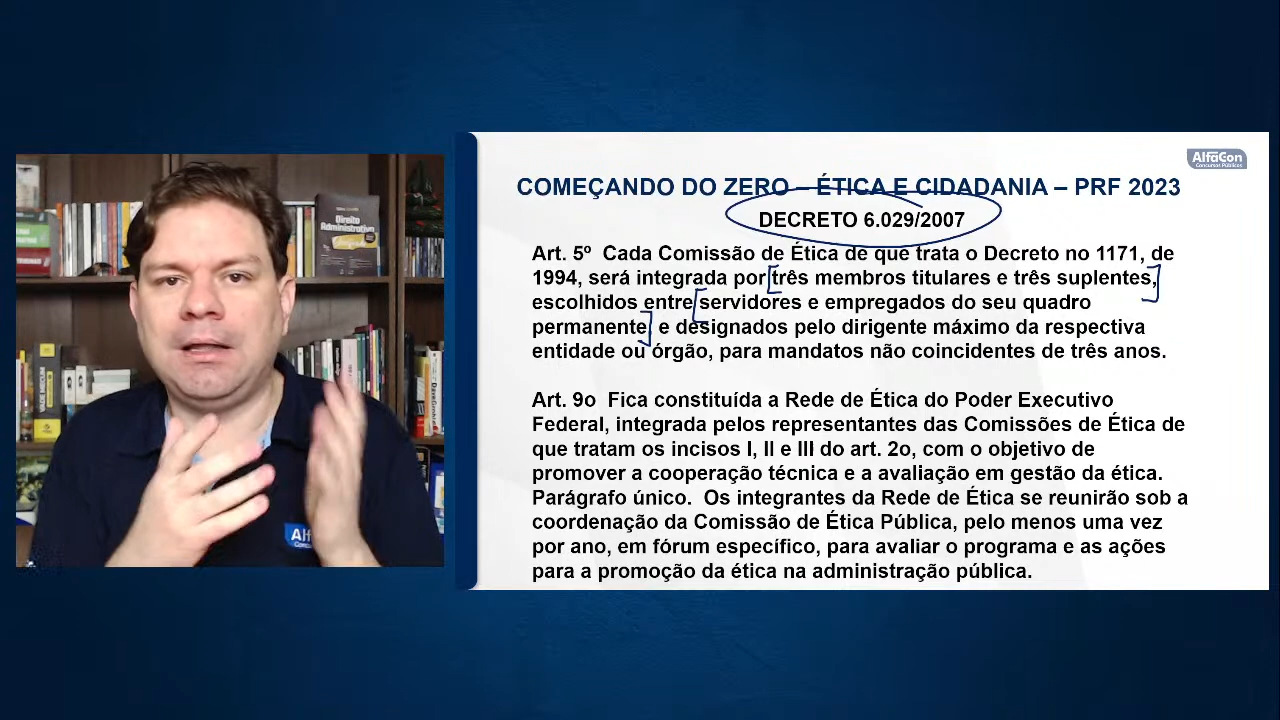 AlfaCon
Concursos Públicos
COMEÇANDO DO ZERO – ÉTICA E CIDADANIA – PRF 2023
DECRETO 6.029/2007
Art. 5º Cada Comissão de Ética de que trata o Decreto no 1171, de
1994, será integrada por três membros titulares e três suplentes,
escolhidos entre servidores e empregados do seu quadro
permanente, e designados pelo dirigente máximo da respectiva
entidade ou órgão, para mandatos não coincidentes de três anos.
Art. 9o Fica constituída a Rede de Ética do Poder Executivo
Federal, integrada pelos representantes das Comissões de Ética de
que tratam os incisos I, II e III do art. 2o, com o objetivo de
promover a cooperação técnica e a avaliação em gestão da ética.
Parágrafo único. Os integrantes da Rede de Ética se reunirão sob a
coordenação da Comissão de Ética Pública, pelo menos uma vez
por ano, em fórum específico, para avaliar o programa e as ações
para a promoção da ética na administração pública.
Direito
Administrativo
VADE MECUM
Alf